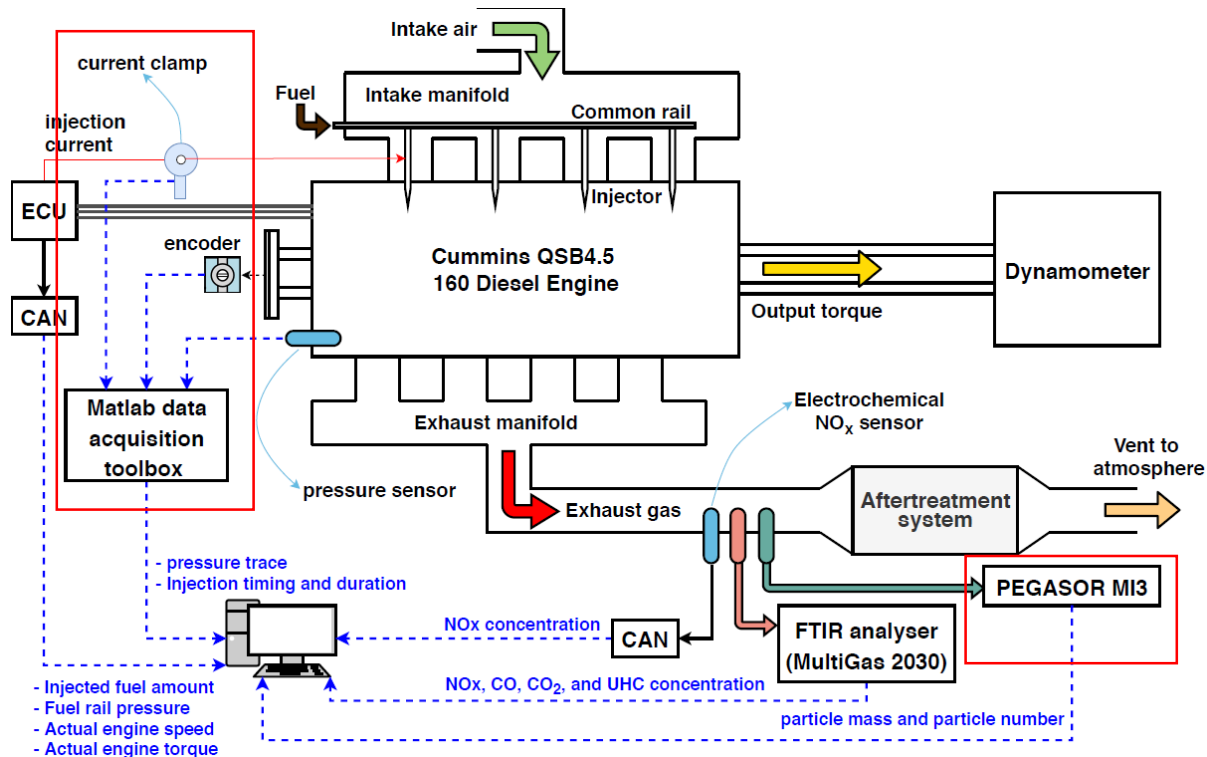 Intake air
current clamp
Fuel
Intake manifold
Common rail
injection
current
ECU
Injector
encoder
Cummins QSB4.5
160 Diesel Engine
Dynamometer
Output torque
CAN
Matlab data
acquisition
toolbox
Exhaust manifold
Electrochemical
NOx sensor
Vent to
atmosphere
pressure sensor
Exhaust gas
Aftertreatment
system
- pressure trace
- Injection timing and duration
PEGASOR MI3
NOx concentration
CAN
FTIR analyser
(MultiGas 2030)
- Injected fuel amount
- Fuel rail pressure
- Actual engine speed
- Actual engine torque
NOx, CO, CO2, and UHC concentration
particle mass and particle number